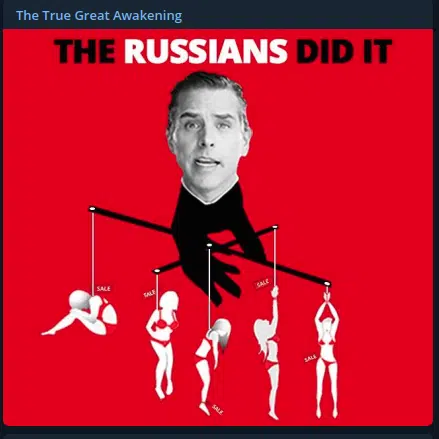 The True Great Awakening
THE RUSSIANS DID IT
SALE
SALE
SALE
SALE
SALE